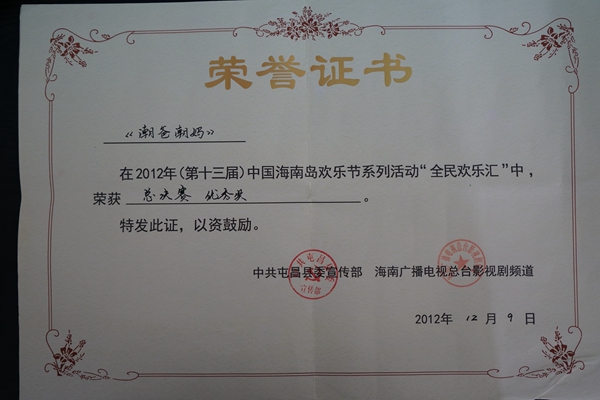 荣誉证书
《潮爸潮妈》
在2012年(第十三届)中国海南岛欢乐节系列活动“全民欢乐汇”中，
荣获 总决赛 优秀奖 。
特发此证，以资鼓励。
中共屯昌县委宣传部 海南广播电视总台影视剧频道
2012年 12 月 9 日